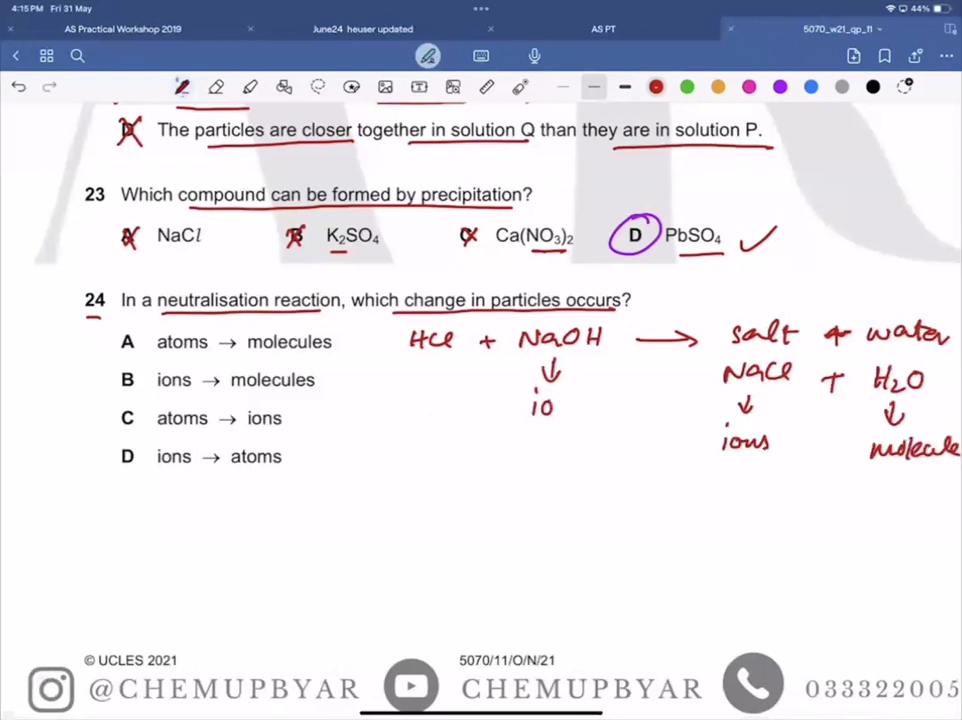 4:15 PM Fri 31 May
44%
AS Practical Workshop 2019
June24 heuser updated
AS PT
5070_w21_qp_11
D The particles are closer together in solution Q than they are in solution P.
23 Which compound can be formed by precipitation?
A NaCl B K₂SO₄ C Ca(NO₃)₂ D PbSO₄
24 In a neutralisation reaction, which change in particles occurs?
HCl + NaOH → salt + water
A atoms → molecules
NaCl + H₂O
B ions → molecules
io
C atoms → ions
ions molecule
D ions → atoms
© UCLES 2021
5070/11/O/N/21
@CHEMUPBYAR
CHEMUPBYAR
033322005